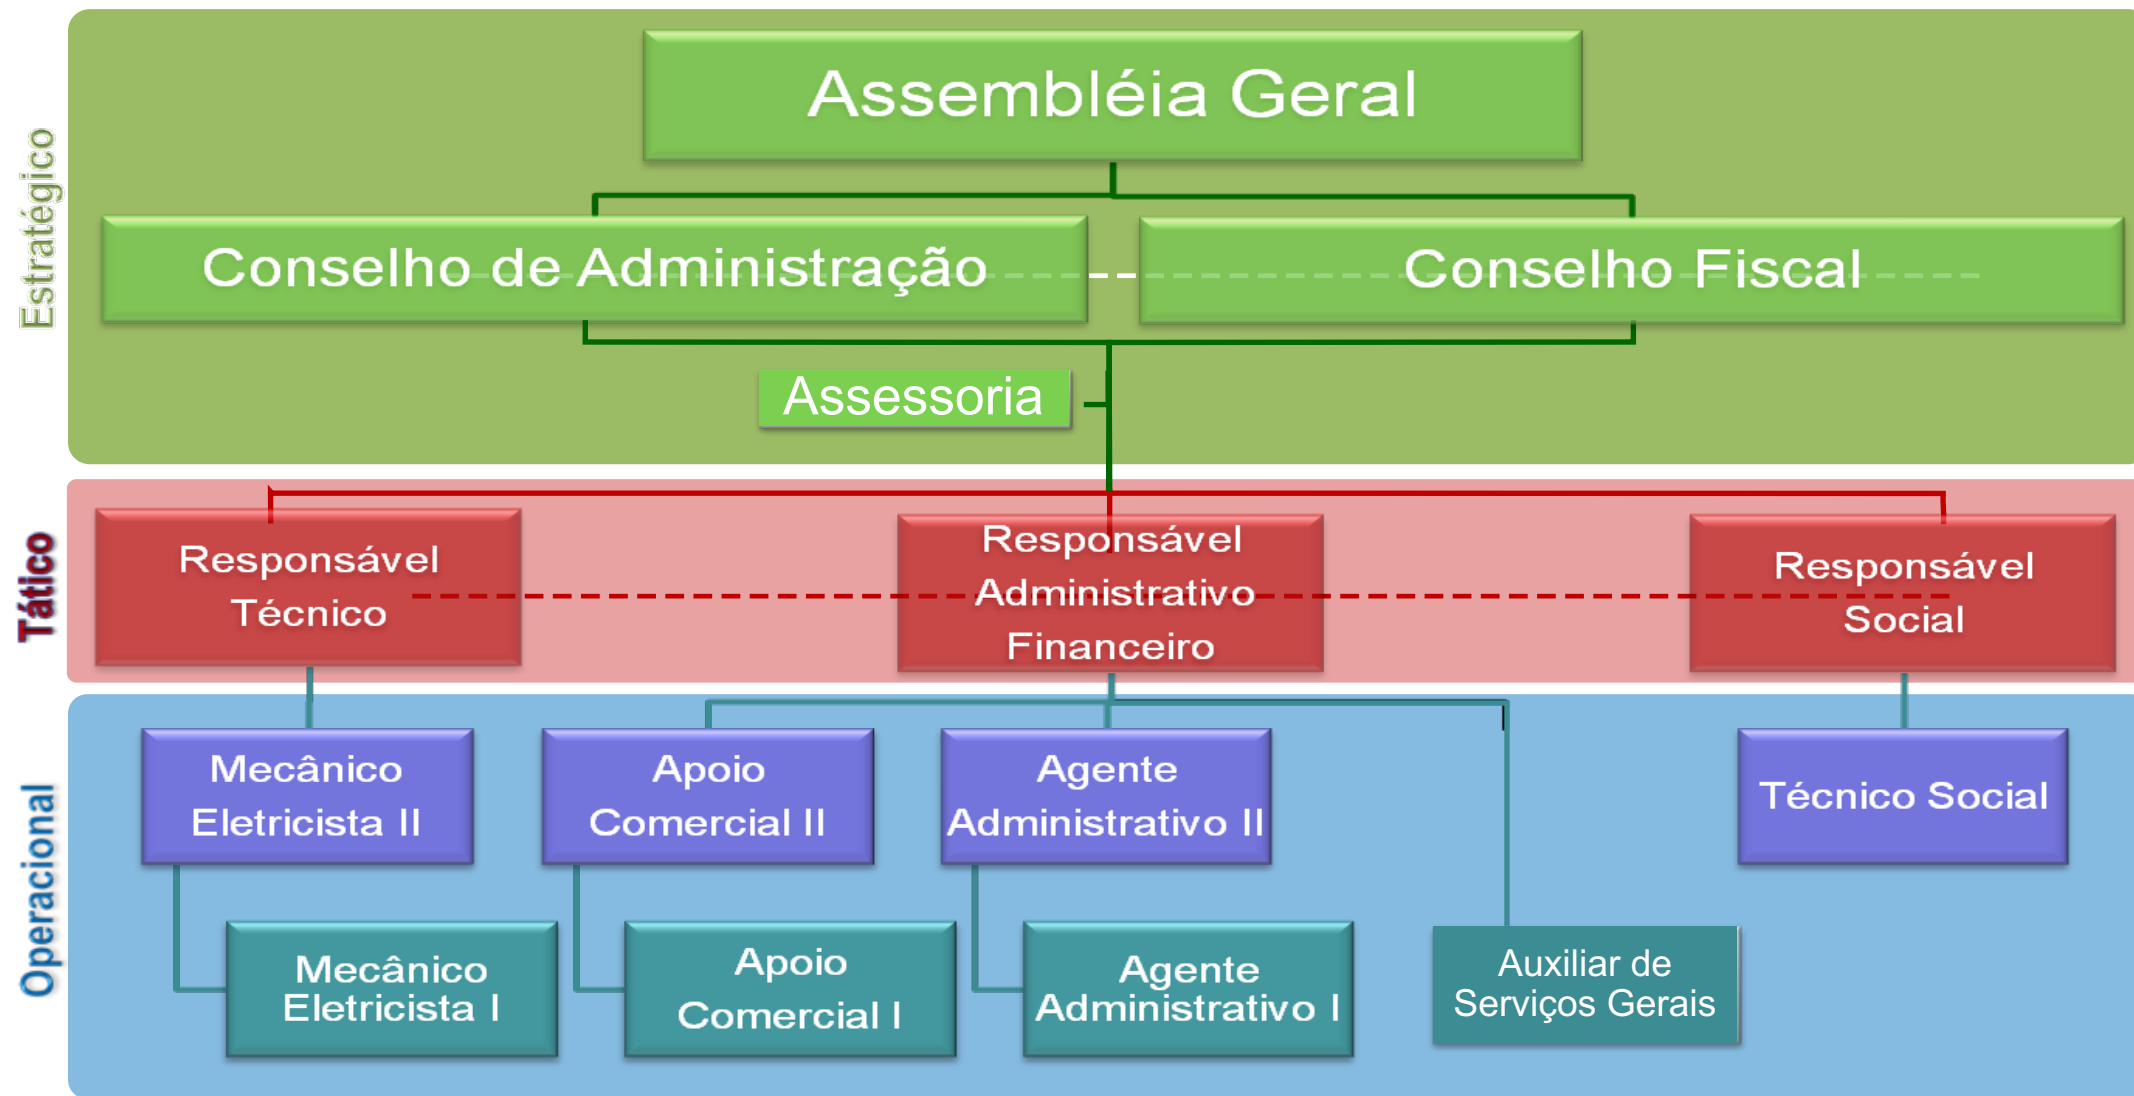 Estratégico
Assembléia Geral
Conselho de Administração
Conselho Fiscal
Assessoria
Tático
Responsável
Técnico
Responsável
Administrativo
Financeiro
Responsável
Social
Operacional
Mecânico
Eletricista II
Apoio
Comercial II
Agente
Administrativo II
Técnico Social
Mecânico
Eletricista I
Apoio
Comercial I
Agente
Administrativo I
Auxiliar de
Serviços Gerais